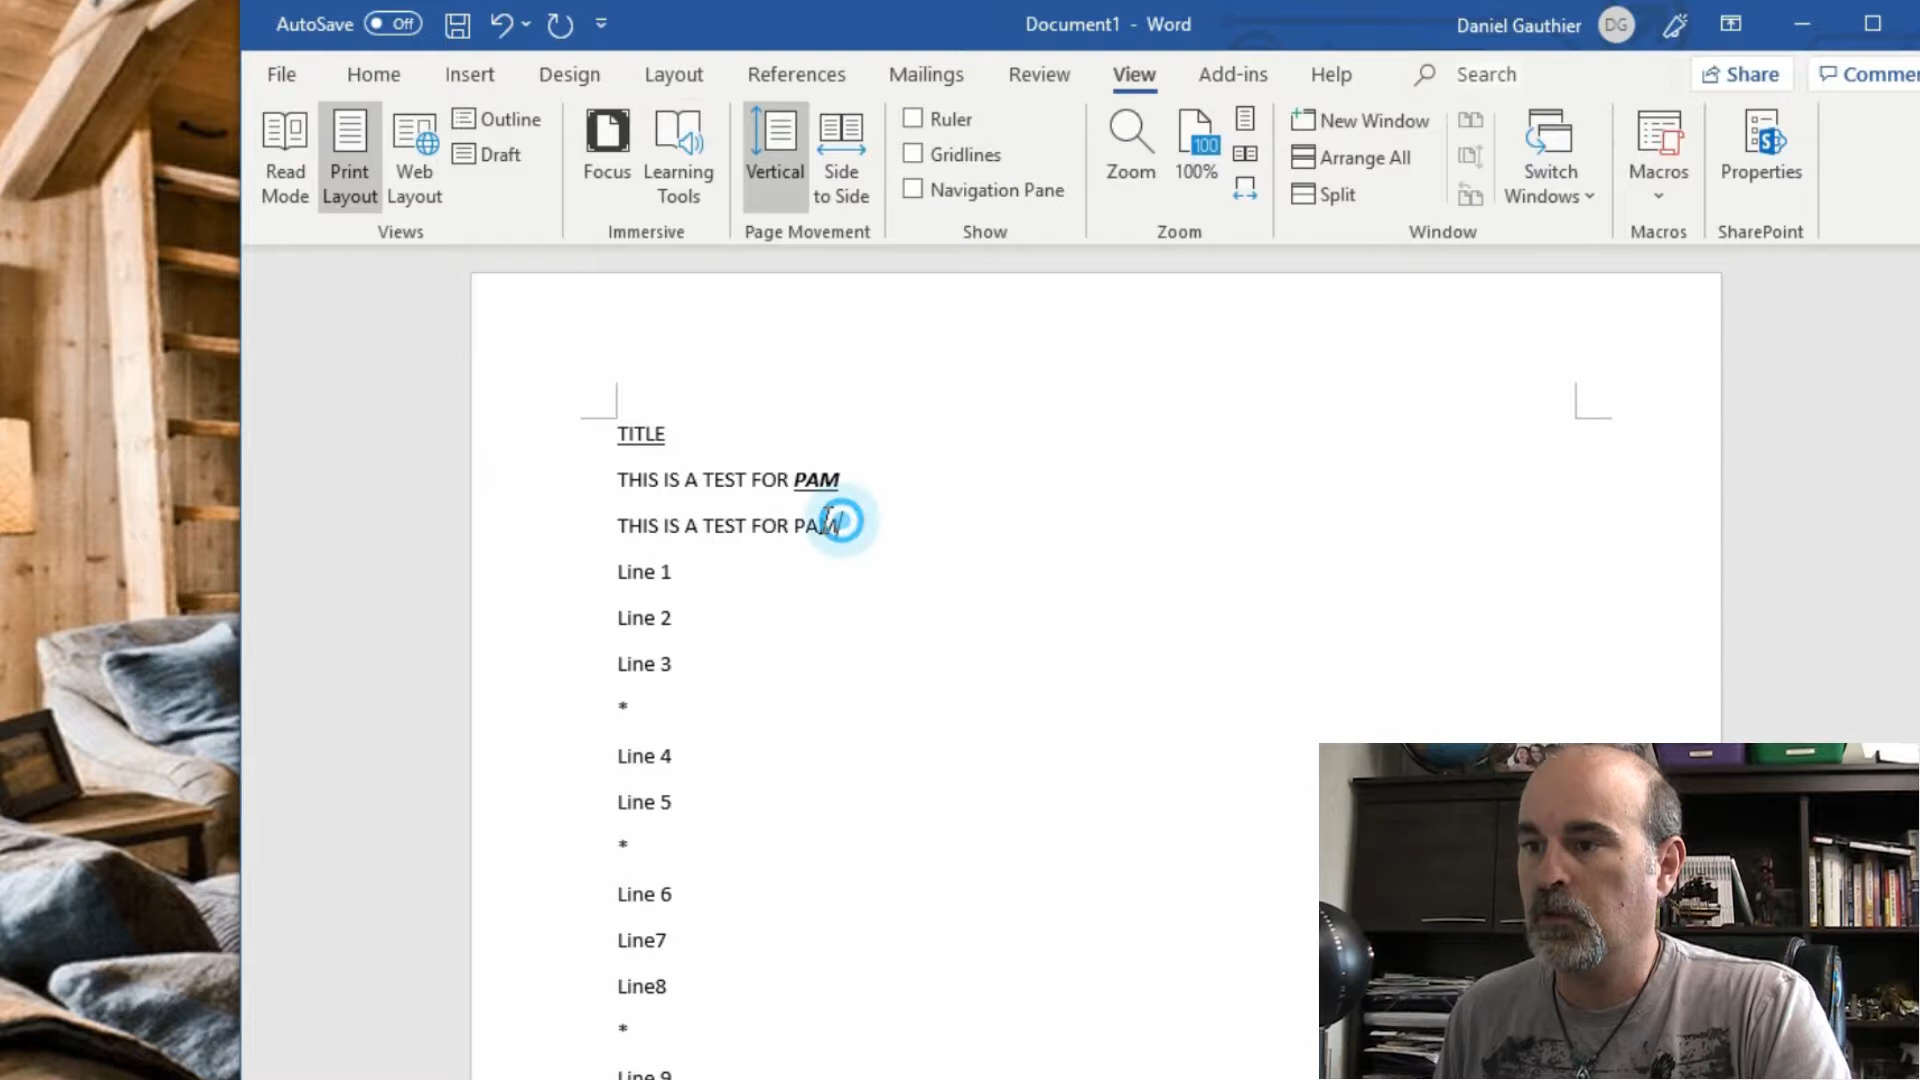 AutoSave Off Document1 - Word Daniel Gauthier DG
File Home Insert Design Layout References Mailings Review View Add-ins Help Search Share
Read Mode
Print Layout
Web Layout
Outline
Draft
Views
Focus
Learning Tools
Immersive
Vertical
Side to Side
Page Movement
Ruler
Gridlines
Navigation Pane
Show
Zoom
100
100%
Zoom
New Window
Arrange All
Split
Switch Windows
Window
Macros
Macros
S
Properties
SharePoint
TITLE
THIS IS A TEST FOR PAM
THIS IS A TEST FOR PAM
Line 1
Line 2
Line 3
*
Line 4
Line 5
*
Line 6
Line7
Line8
*
Line 9